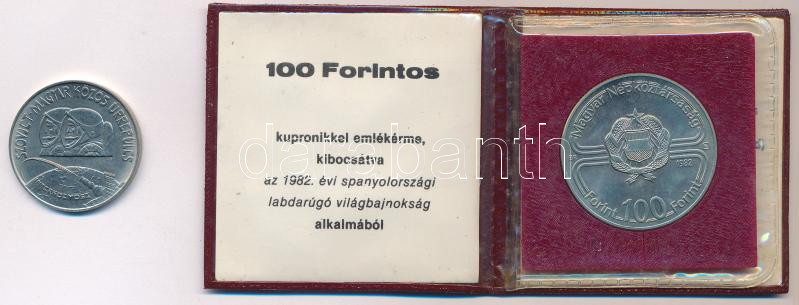 SZOVJET-MAGYAR KÖZÖS ŰRREPÜLÉS
100 Forintos
kupronikkel emlékérme,
kibocsátva
az 1982. évi spanyolországi
labdarúgó világbajnokság
alkalmából
Magyar Népköztársaság
1982
Forint 100 Forint
darabanth